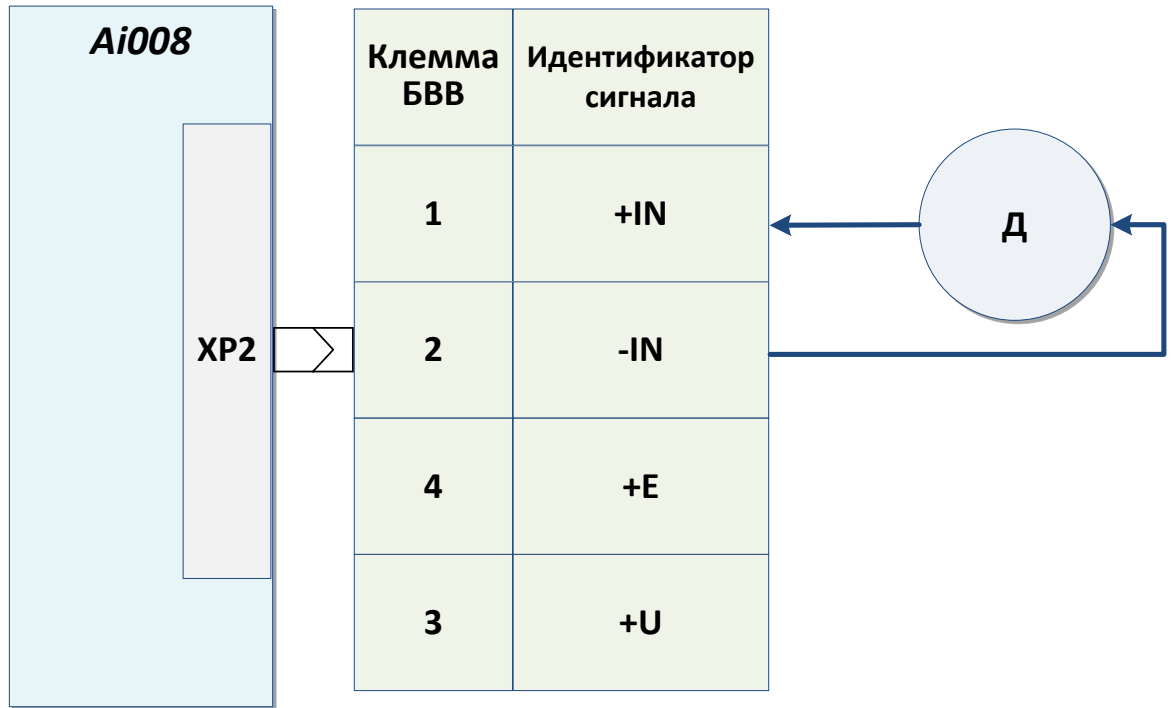 Ai008
Клемма
БВВ
Идентификатор
сигнала
1
+IN
Д
XP2
2
-IN
4
+E
3
+U